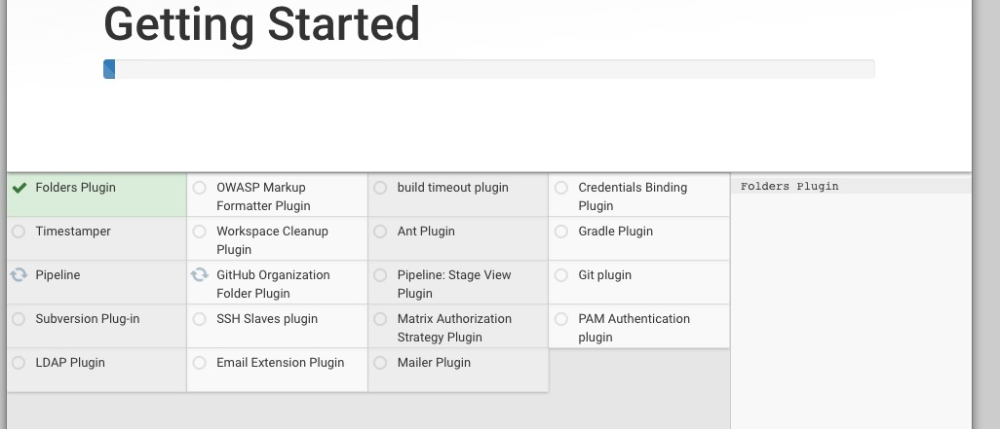 Getting Started
Folders Plugin
OWASP Markup
Formatter Plugin
build timeout plugin
Credentials Binding
Plugin
Folders Plugin
Timestamper
Workspace Cleanup
Plugin
Ant Plugin
Gradle Plugin
Pipeline
GitHub Organization
Folder Plugin
Pipeline: Stage View
Plugin
Git plugin
Subversion Plug-in
SSH Slaves plugin
Matrix Authorization
Strategy Plugin
PAM Authentication
plugin
LDAP Plugin
Email Extension Plugin
Mailer Plugin